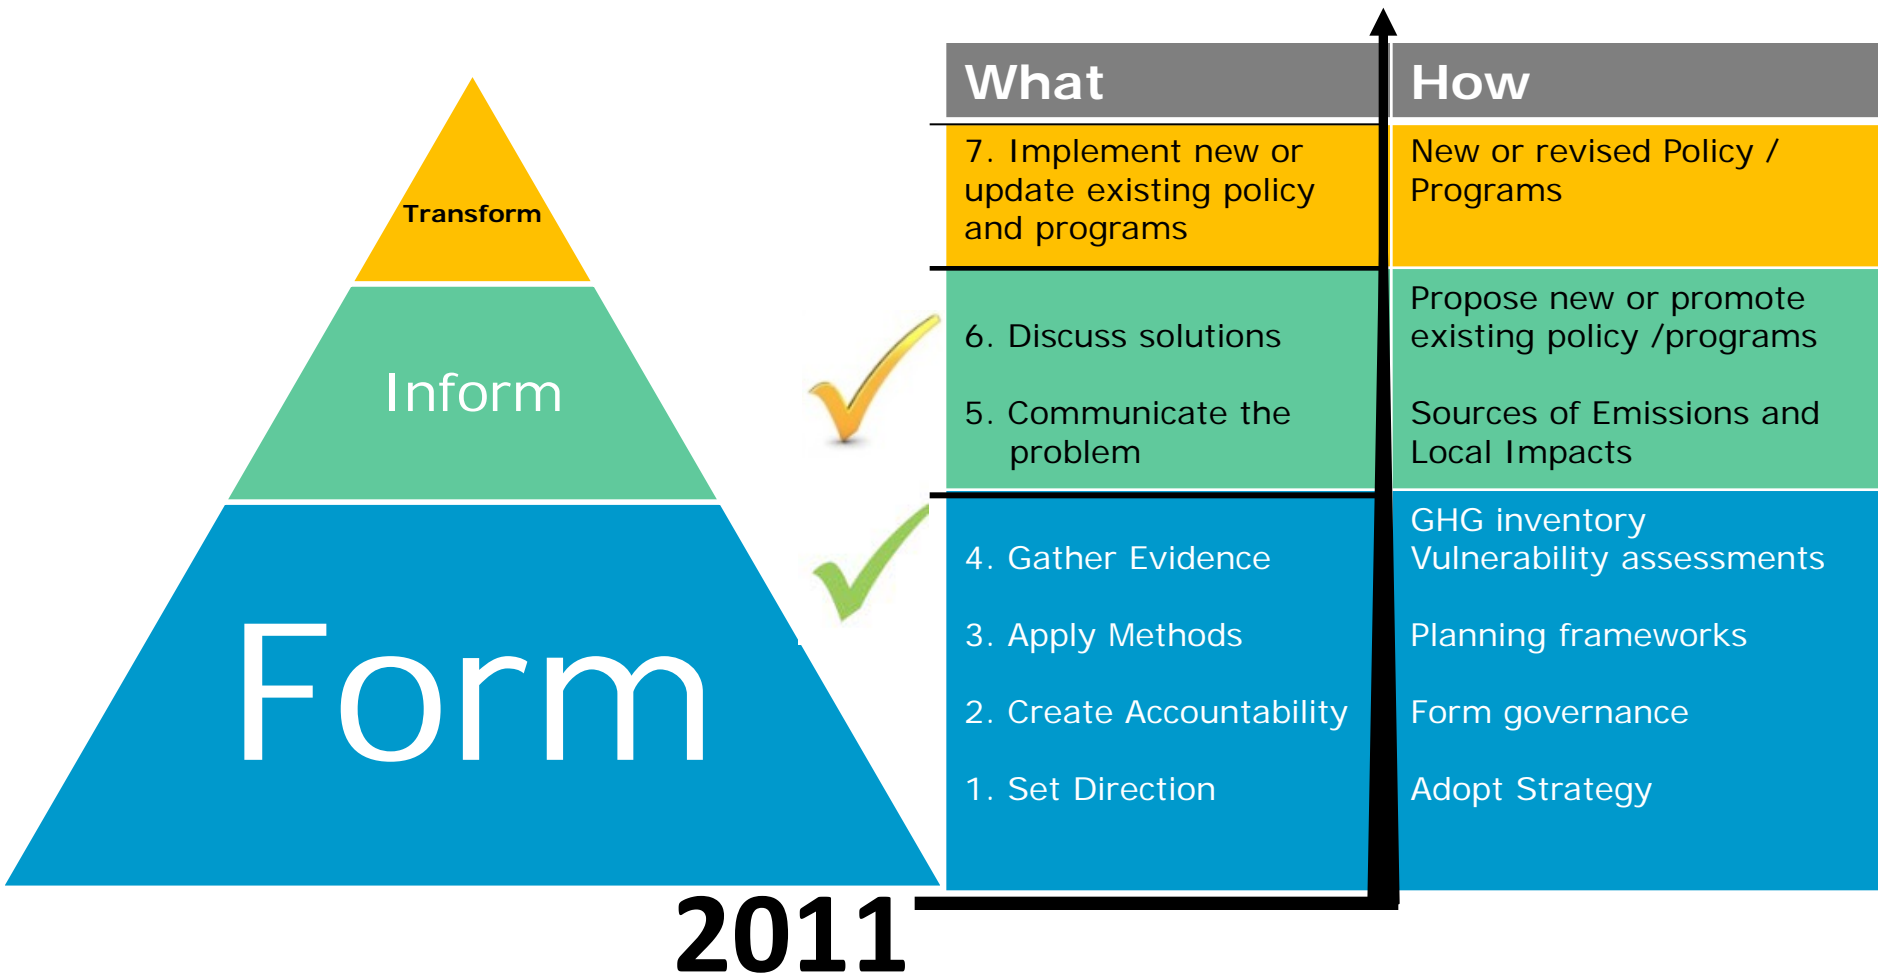 Transform
Inform
Form
2011
What
How
7. Implement new or
update existing policy
and programs
New or revised Policy /
Programs
6. Discuss solutions
5. Communicate the
problem
Propose new or promote
existing policy /programs
Sources of Emissions and
Local Impacts
4. Gather Evidence
3. Apply Methods
2. Create Accountability
1. Set Direction
GHG inventory
Vulnerability assessments
Planning frameworks
Form governance
Adopt Strategy